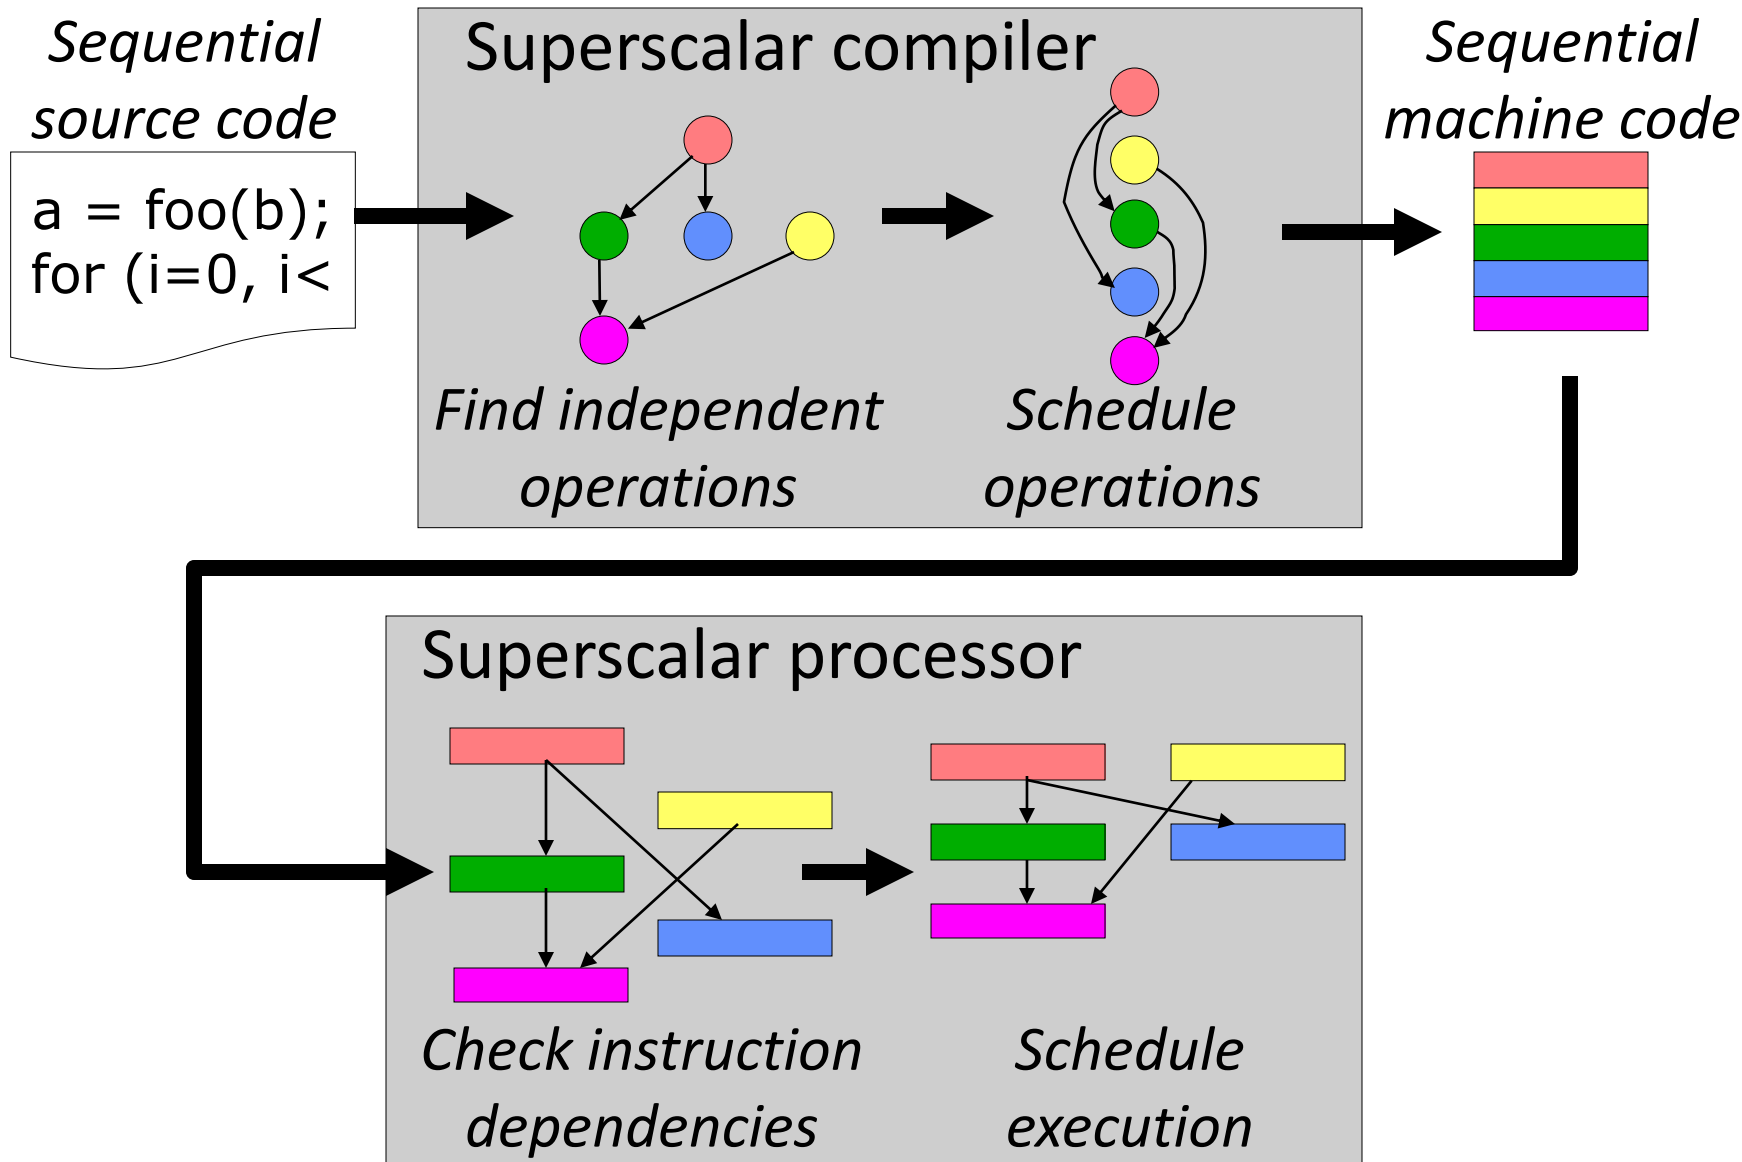 Sequential
source code
a = foo(b);
for (i=0, i<
Superscalar compiler
Find independent
operations
Schedule
operations
Sequential
machine code
Superscalar processor
Check instruction
dependencies
Schedule
execution